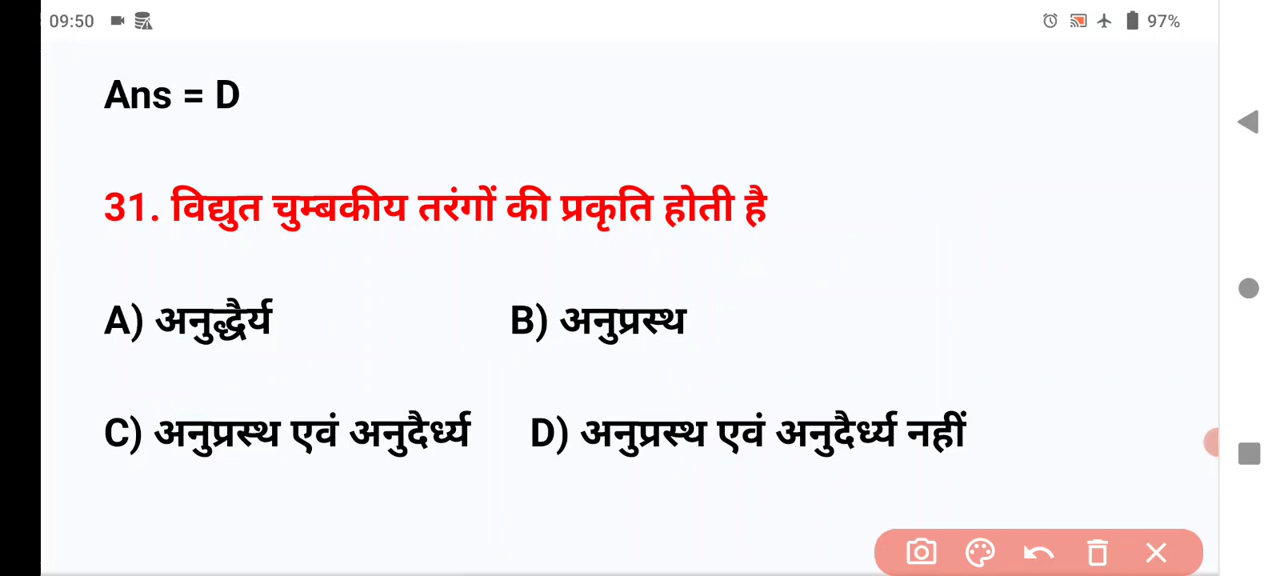 09:50 97%
Ans = D
31. विद्युत चुम्बकीय तरंगों की प्रकृति होती है
A) अनुद्धैर्य B) अनुप्रस्थ
C) अनुप्रस्थ एवं अनुदैर्ध्य D) अनुप्रस्थ एवं अनुदैर्ध्य नहीं